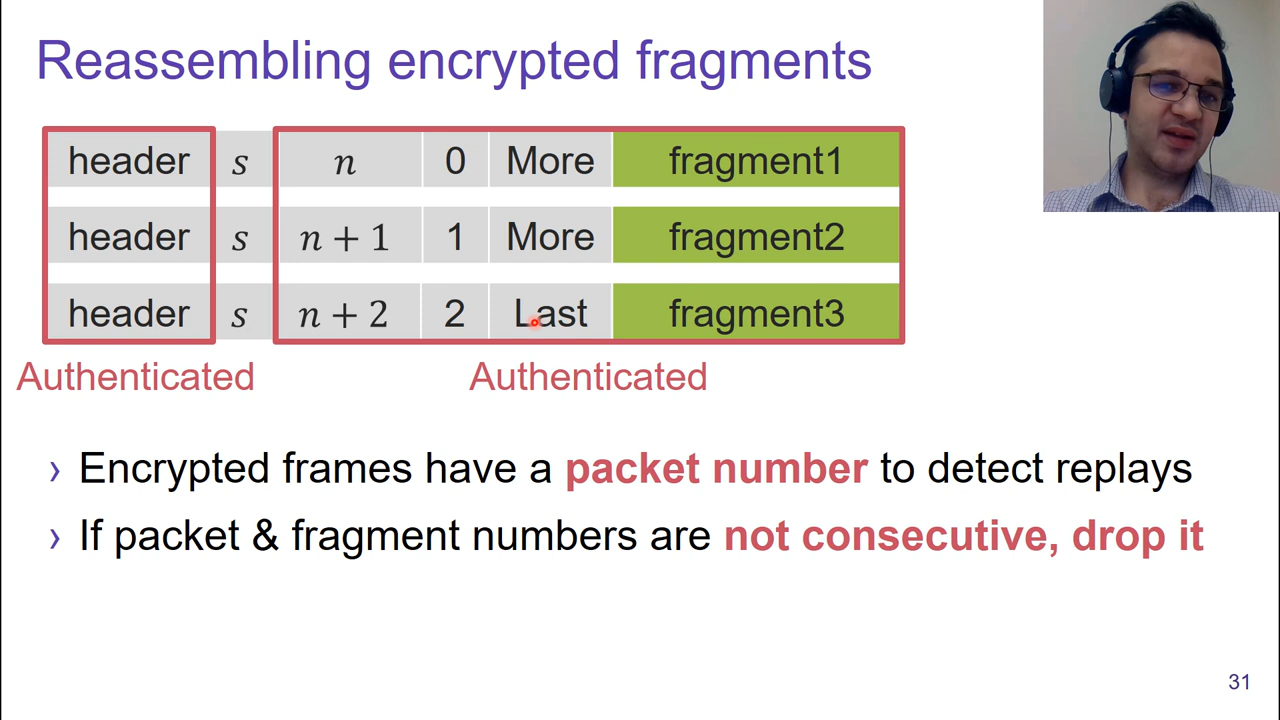 Reassembling encrypted fragments
header s n 0 More fragment1
header s n + 1 1 More fragment2
header s n + 2 2 Last fragment3
Authenticated Authenticated
› Encrypted frames have a packet number to detect replays
› If packet & fragment numbers are not consecutive, drop it
31